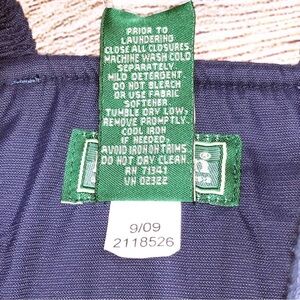 PRIOR TO
LAUNDERING
CLOSE ALL CLOSURES.
MACHINE WASH COLD
SEPARATELY.
MILD DETERGENT.
DO NOT BLEACH
OR USE FABRIC
SOFTENER.
TUMBLE DRY LOW,
REMOVE PROMPTLY.
COOL IRON
IF NEEDED.
AVOID IRON ON TRIMS.
DO NOT DRY CLEAN.
RN 71341
VN 02322
9/09
2118526